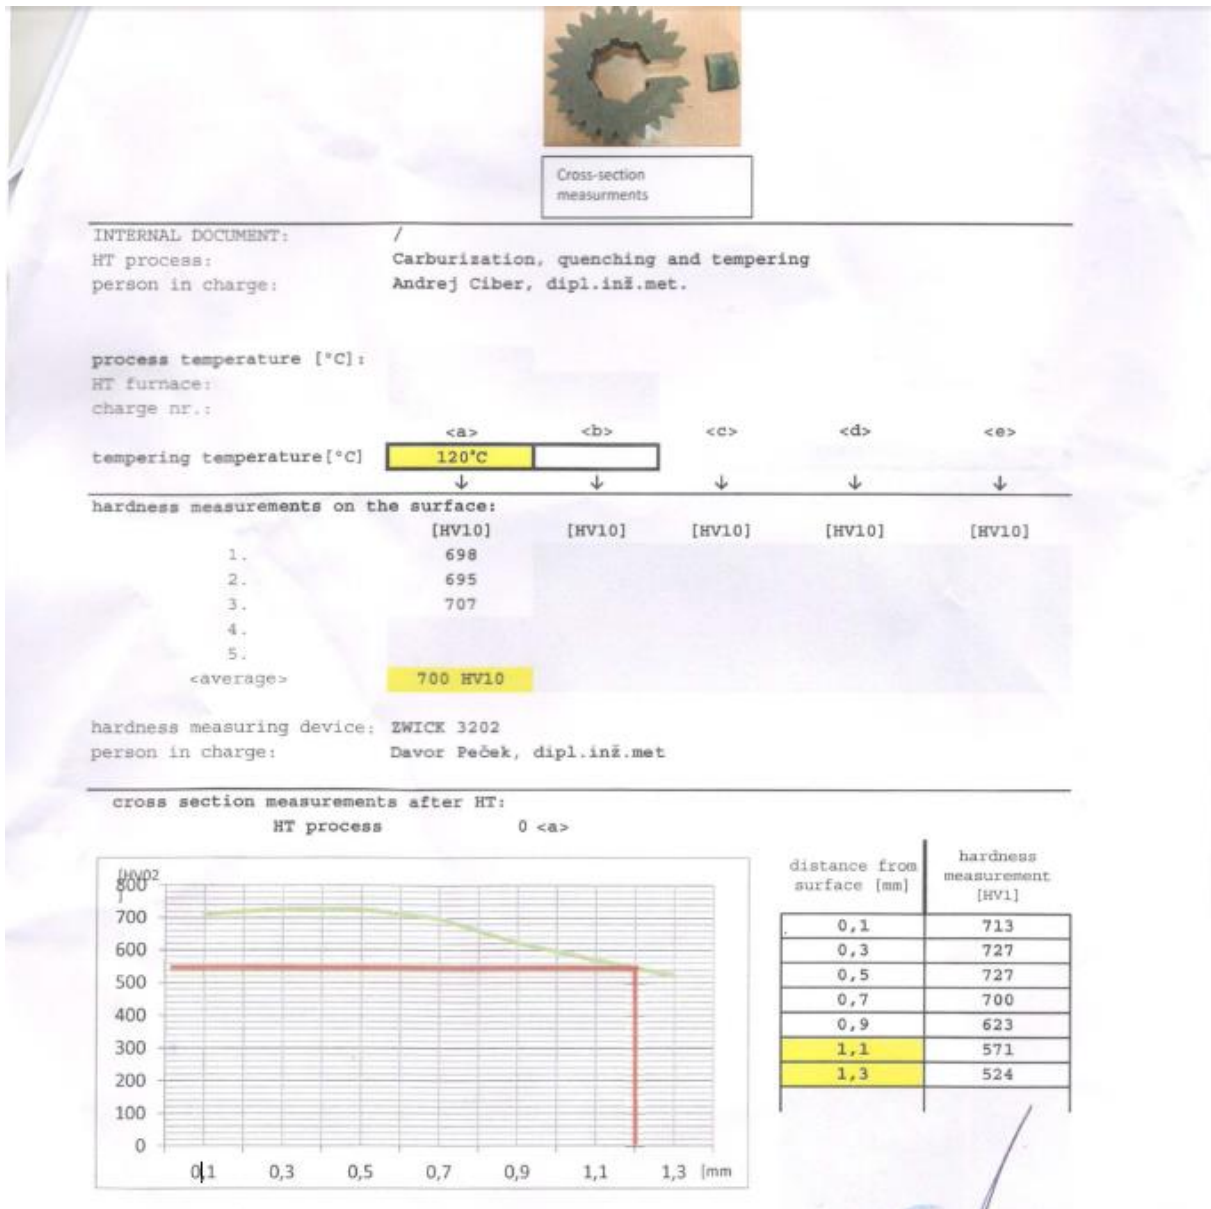 Cross-section
measurments
INTERNAL DOCUMENT: /
HT process: Carburization, quenching and tempering
person in charge: Andrej Ciber, dipl.inž.met.
process temperature [°C]:
HT furnace:
charge nr.:
<a> <b> <c> <d> <e>
tempering temperature[°C] 120°C
↓ ↓ ↓ ↓ ↓
hardness measurements on the surface:
[HV10] [HV10] [HV10] [HV10] [HV10]
1. 698
2. 695
3. 707
4.
5.
<average> 700 HV10
hardness measuring device: ZWICK 3202
person in charge: Davor Peček, dipl.inž.met
cross section measurements after HT:
HT process 0 <a>
[HV02
]
800
700
600
500
400
300
200
100
0
0,1 0,3 0,5 0,7 0,9 1,1 1,3 [mm
distance from
surface [mm]
hardness
measurement
[HV1]
0,1 713
0,3 727
0,5 727
0,7 700
0,9 623
1,1 571
1,3 524